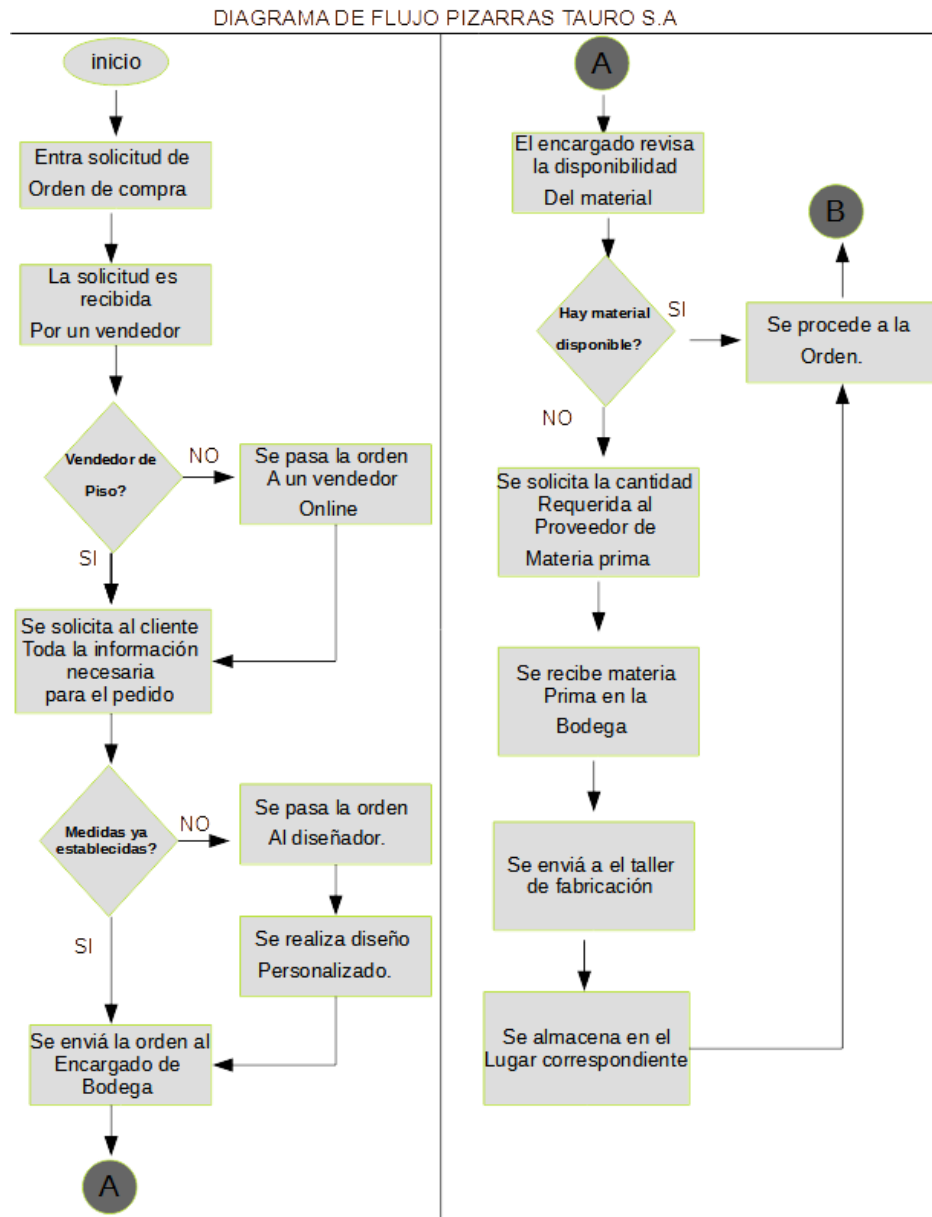 DIAGRAMA DE FLUJO PIZARRAS TAURO S.A
inicio
Entra solicitud de
Orden de compra
La solicitud es
recibida
Por un vendedor
Vendedor de
Piso?
NO
Se pasa la orden
A un vendedor
Online
SI
Se solicita al cliente
Toda la información
necesaria
para el pedido
Medidas ya
establecidas?
NO
Se pasa la orden
Al diseñador.
Se realiza diseño
Personalizado.
SI
Se enviá la orden al
Encargado de
Bodega
A
A
El encargado revisa
la disponibilidad
Del material
Hay material
disponible?
SI
Se procede a la
Orden.
B
NO
Se solicita la cantidad
Requerida al
Proveedor de
Materia prima
Se recibe materia
Prima en la
Bodega
Se enviá a el taller
de fabricación
Se almacena en el
Lugar correspondiente